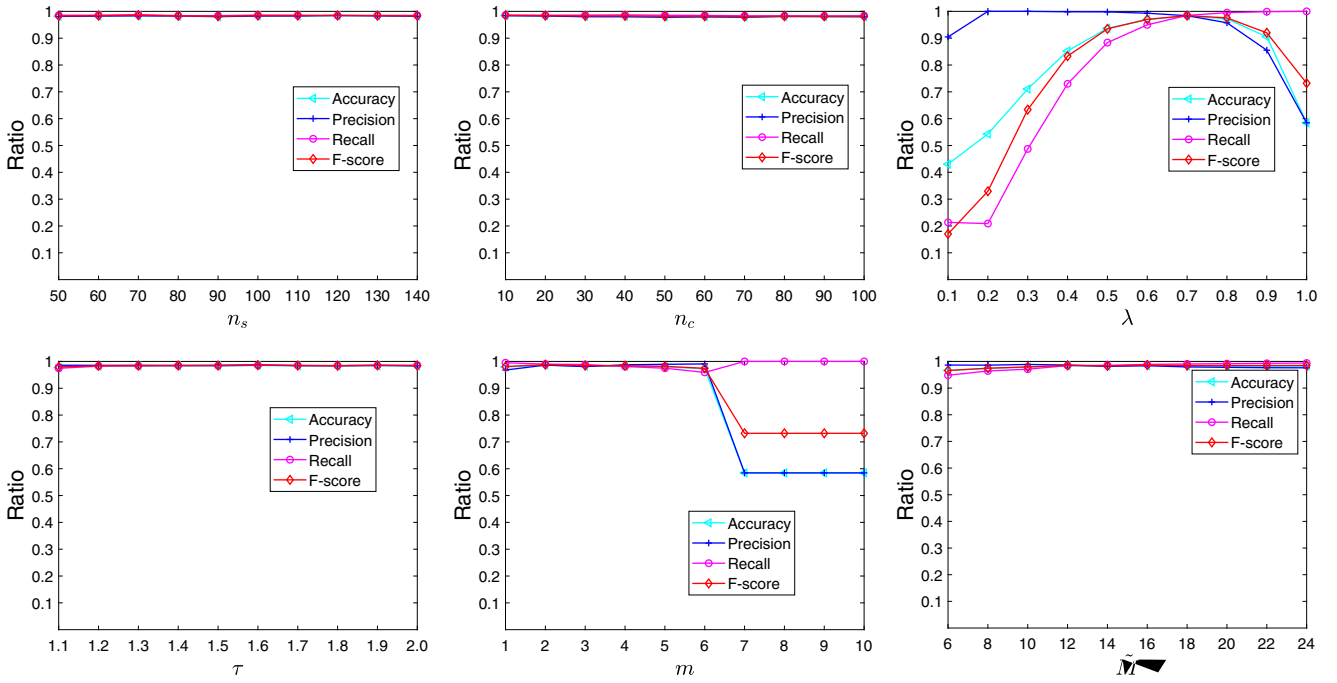 1
0.9
0.8
0.7
0.6
0.5
0.4
0.3
0.2
0.1
Ratio
Accuracy
Precision
Recall
F-score
50 60 70 80 90 100 110 120 130 140
n_s
1
0.9
0.8
0.7
0.6
0.5
0.4
0.3
0.2
0.1
Ratio
Accuracy
Precision
Recall
F-score
10 20 30 40 50 60 70 80 90 100
n_c
1
0.9
0.8
0.7
0.6
0.5
0.4
0.3
0.2
0.1
Ratio
Accuracy
Precision
Recall
F-score
0.1 0.2 0.3 0.4 0.5 0.6 0.7 0.8 0.9 1.0
λ
1
0.9
0.8
0.7
0.6
0.5
0.4
0.3
0.2
0.1
Ratio
Accuracy
Precision
Recall
F-score
1.1 1.2 1.3 1.4 1.5 1.6 1.7 1.8 1.9 2.0
τ
1
0.9
0.8
0.7
0.6
0.5
0.4
0.3
0.2
0.1
Ratio
Accuracy
Precision
Recall
F-score
1 2 3 4 5 6 7 8 9 10
m
1
0.9
0.8
0.7
0.6
0.5
0.4
0.3
0.2
0.1
Ratio
Accuracy
Precision
Recall
F-score
6 8 10 12 14 16 18 20 22 24
M̃